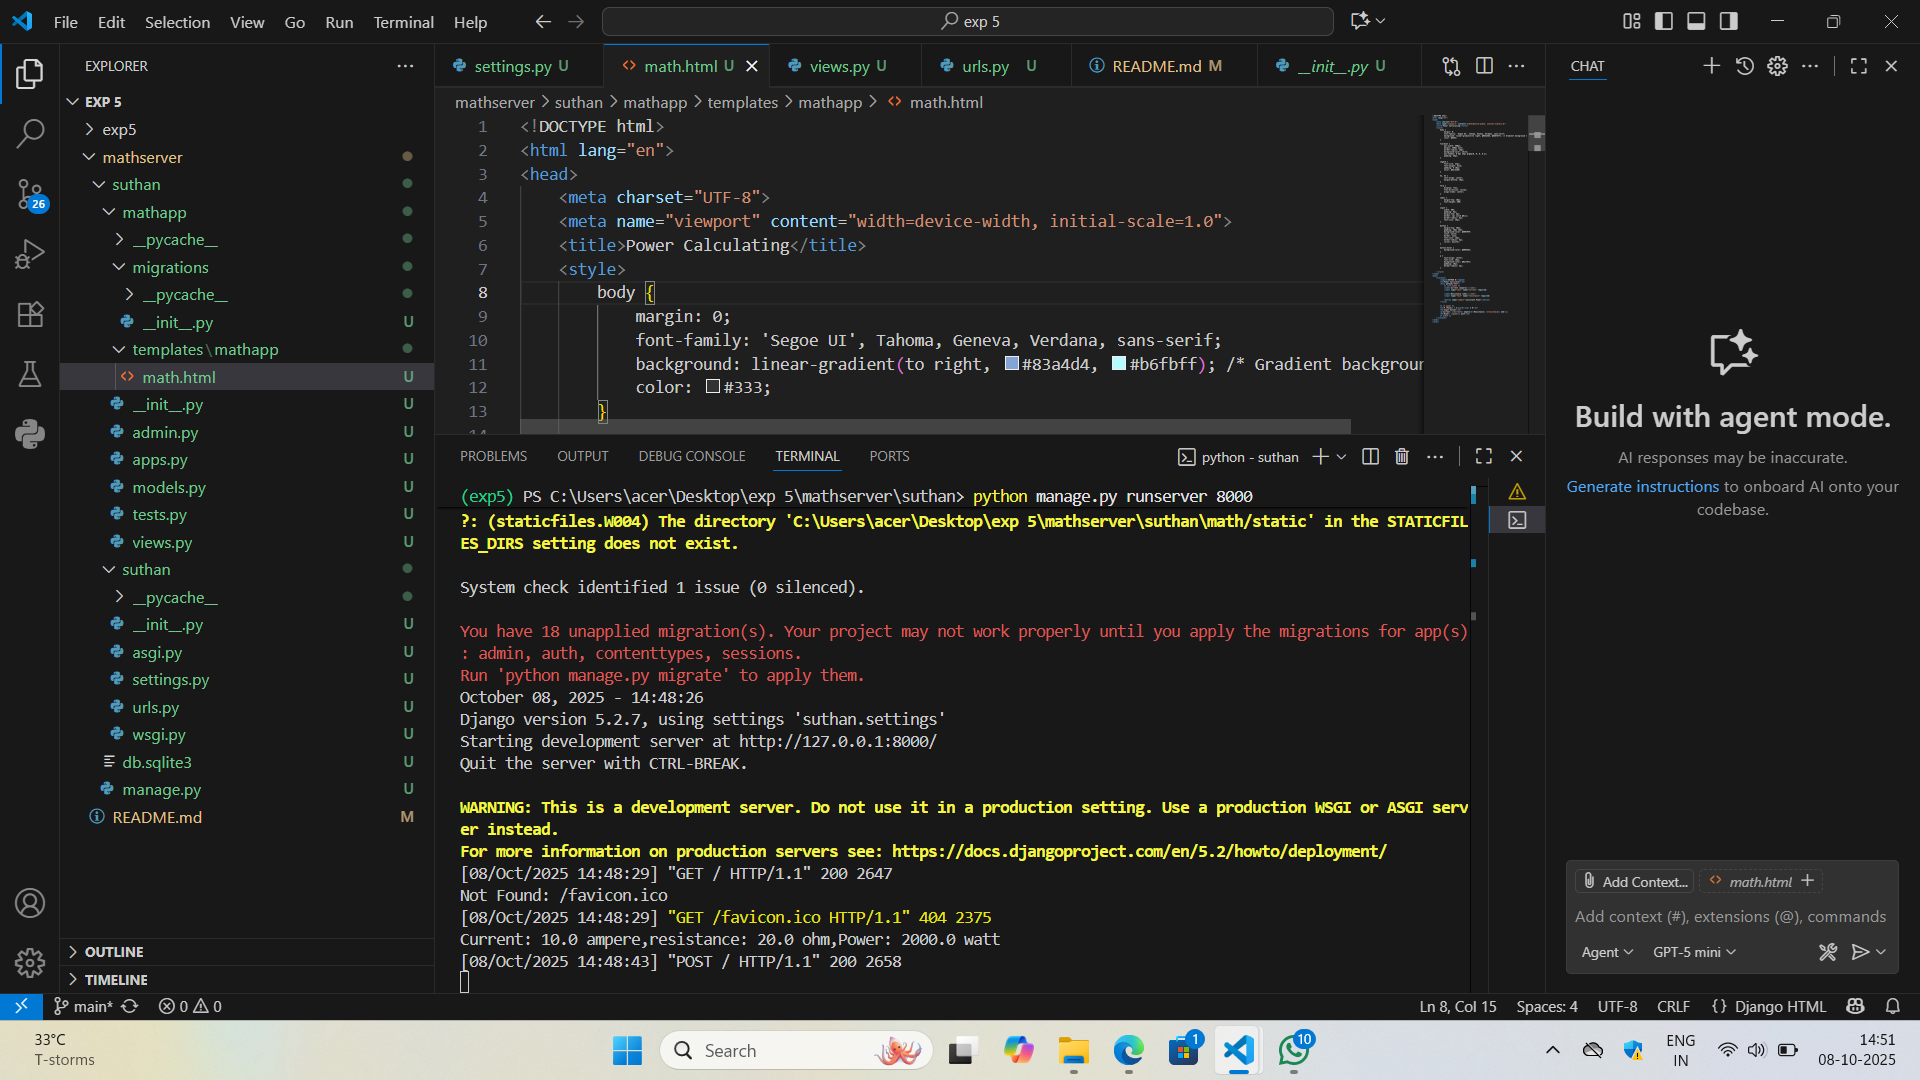 File Edit Selection View Go Run Terminal Help
exp 5
EXPLORER
EXP 5
exp5
mathserver
suthan
mathapp
__pycache__
migrations
__pycache__
__init__.py U
templates\mathapp
math.html U
__init__.py U
admin.py U
apps.py U
models.py U
tests.py U
views.py U
suthan
__pycache__
__init__.py U
asgi.py U
settings.py U
urls.py U
wsgi.py U
db.sqlite3 U
manage.py U
README.md M
OUTLINE
TIMELINE
26
settings.py U math.html U views.py U urls.py U README.md M __init__.py U
mathserver > suthan > mathapp > templates > mathapp > math.html
1 <!DOCTYPE html>
2 <html lang="en">
3 <head>
4 <meta charset="UTF-8">
5 <meta name="viewport" content="width=device-width, initial-scale=1.0">
6 <title>Power Calculating</title>
7 <style>
8 body {
9 margin: 0;
10 font-family: 'Segoe UI', Tahoma, Geneva, Verdana, sans-serif;
11 background: linear-gradient(to right, #83a4d4, #b6fbff); /* Gradient backgroun
12 color: #333;
13 }
14
PROBLEMS OUTPUT DEBUG CONSOLE TERMINAL PORTS
python - suthan
(exp5) PS C:\Users\acer\Desktop\exp 5\mathserver\suthan> python manage.py runserver 8000
?: (staticfiles.W004) The directory 'C:\Users\acer\Desktop\exp 5\mathserver\suthan\math/static' in the STATICFIL
ES_DIRS setting does not exist.
System check identified 1 issue (0 silenced).
You have 18 unapplied migration(s). Your project may not work properly until you apply the migrations for app(s)
: admin, auth, contenttypes, sessions.
Run 'python manage.py migrate' to apply them.
October 08, 2025 - 14:48:26
Django version 5.2.7, using settings 'suthan.settings'
Starting development server at http://127.0.0.1:8000/
Quit the server with CTRL-BREAK.
WARNING: This is a development server. Do not use it in a production setting. Use a production WSGI or ASGI serv
er instead.
For more information on production servers see: https://docs.djangoproject.com/en/5.2/howto/deployment/
[08/Oct/2025 14:48:29] "GET / HTTP/1.1" 200 2647
Not Found: /favicon.ico
[08/Oct/2025 14:48:29] "GET /favicon.ico HTTP/1.1" 404 2375
Current: 10.0 ampere,resistance: 20.0 ohm,Power: 2000.0 watt
[08/Oct/2025 14:48:43] "POST / HTTP/1.1" 200 2658
CHAT
Build with agent mode.
AI responses may be inaccurate.
Generate instructions to onboard AI onto your
codebase.
Add Context... math.html
Add context (#), extensions (@), commands
Agent GPT-5 mini
main* 0 0
Ln 8, Col 15 Spaces: 4 UTF-8 CRLF {} Django HTML
33°C
T-storms
Search
1
10
ENG
IN
14:51
08-10-2025